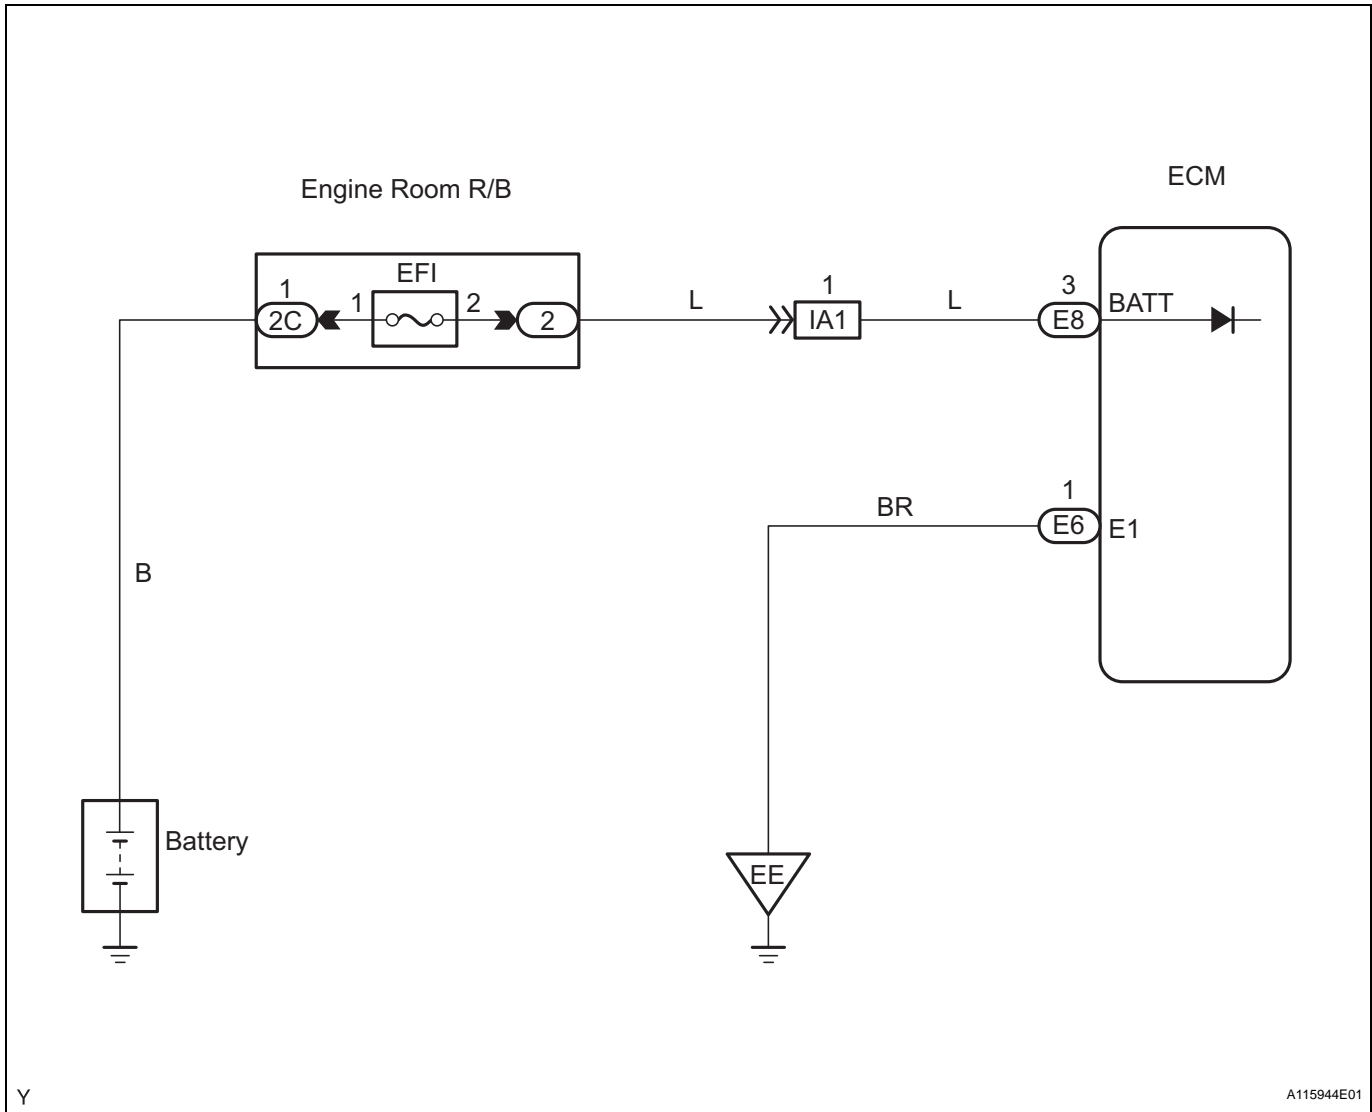 ECM
Engine Room R/B
EFI
1
1
2
2C
2
L
1
IA1
L
3
E8
BATT
1
E6
E1
BR
B
Battery
EE
Y
A115944E01